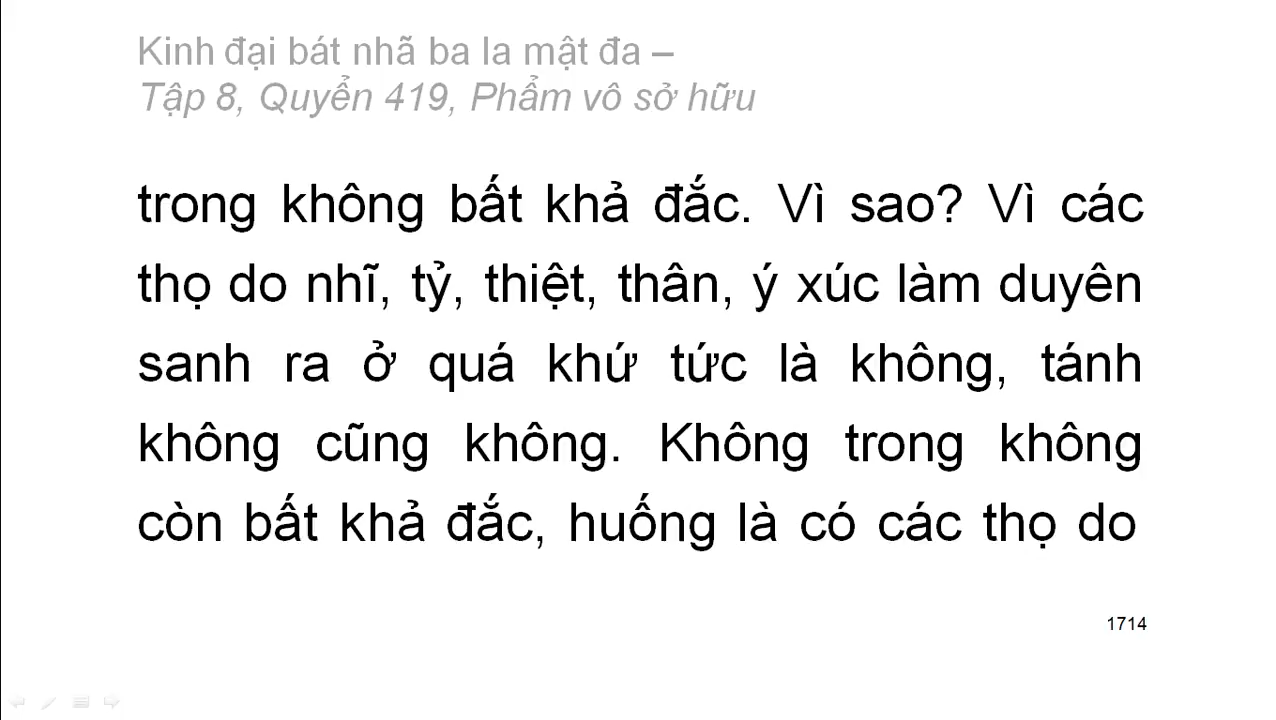 Kinh đại bát nhã ba la mật đa –
Tập 8, Quyển 419, Phẩm vô sở hữu
trong không bất khả đắc. Vì sao? Vì các
thọ do nhĩ, tỷ, thiệt, thân, ý xúc làm duyên
sanh ra ở quá khứ tức là không, tánh
không cũng không. Không trong không
còn bất khả đắc, huống là có các thọ do
1714